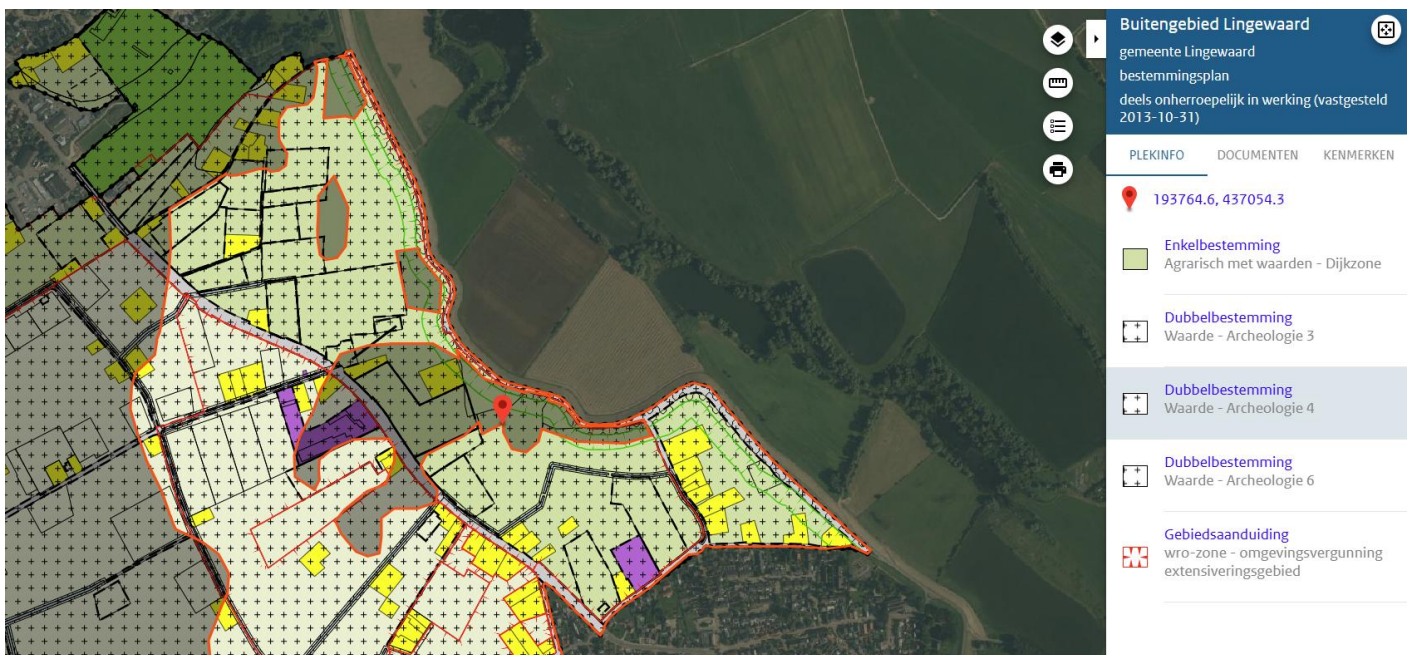 Buitengebied Lingewaard
gemeente Lingewaard
bestemmingsplan
deels onherroepelijk in werking (vastgesteld
2013-10-31)
PLEKINFO DOCUMENTEN KENMERKEN
193764.6, 437054.3
Enkelbestemming
Agrarisch met waarden - Dijkzone
Dubbelbestemming
Waarde - Archeologie 3
Dubbelbestemming
Waarde - Archeologie 4
Dubbelbestemming
Waarde - Archeologie 6
Gebiedsaanduiding
wro-zone - omgevingsvergunning
extensiveringsgebied